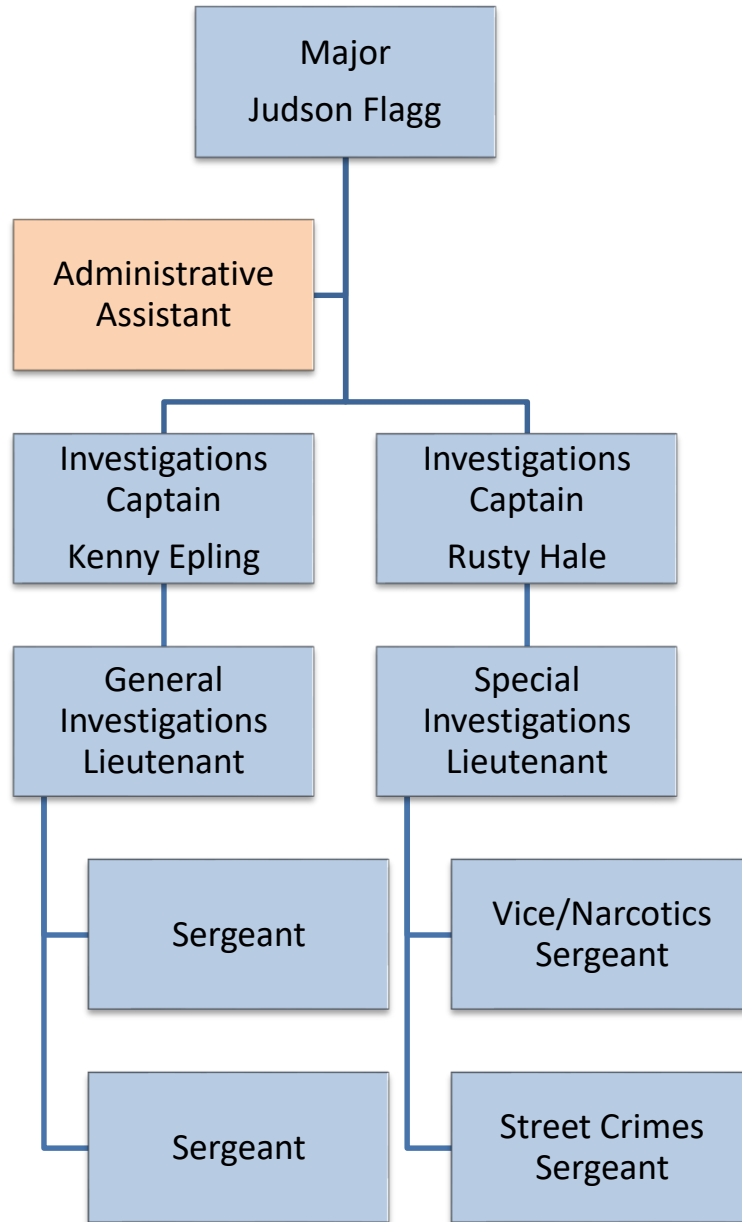 Major
Judson Flagg
Administrative
Assistant
Investigations
Captain
Kenny Epling
Investigations
Captain
Rusty Hale
General
Investigations
Lieutenant
Special
Investigations
Lieutenant
Sergeant
Vice/Narcotics
Sergeant
Sergeant
Street Crimes
Sergeant